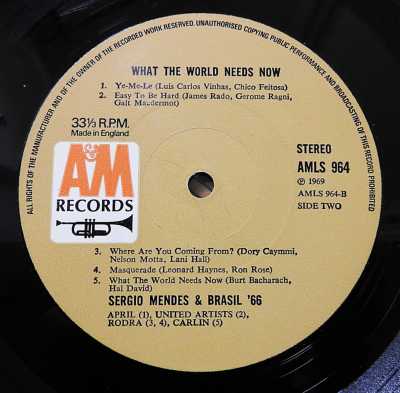 ALL RIGHTS OF THE MANUFACTURER AND OF THE OWNER OF THE RECORDED WORK RESERVED. UNAUTHORISED COPYING PUBLIC PERFORMANCE AND BROADCASTING OF THIS RECORD PROHIBITED
WHAT THE WORLD NEEDS NOW
1. Ye-Me-Le (Luis Carlos Vinhas, Chico Feitosa)
2. Easy To Be Hard (James Rado, Gerome Ragni,
Galt Maudermot)
33⅓ R.P.M.
Made in England
A&M
RECORDS
STEREO
AMLS 964
℗ 1969
AMLS 964-B
SIDE TWO
3. Where Are You Coming From? (Dory Caymmi,
Nelson Motta, Lani Hall)
4. Masquerade (Leonard Haynes, Ron Rose)
5. What The World Needs Now (Burt Bacharach,
Hal David)
SERGIO MENDES & BRASIL '66
APRIL (1), UNITED ARTISTS (2),
RODRA (3, 4), CARLIN (5)